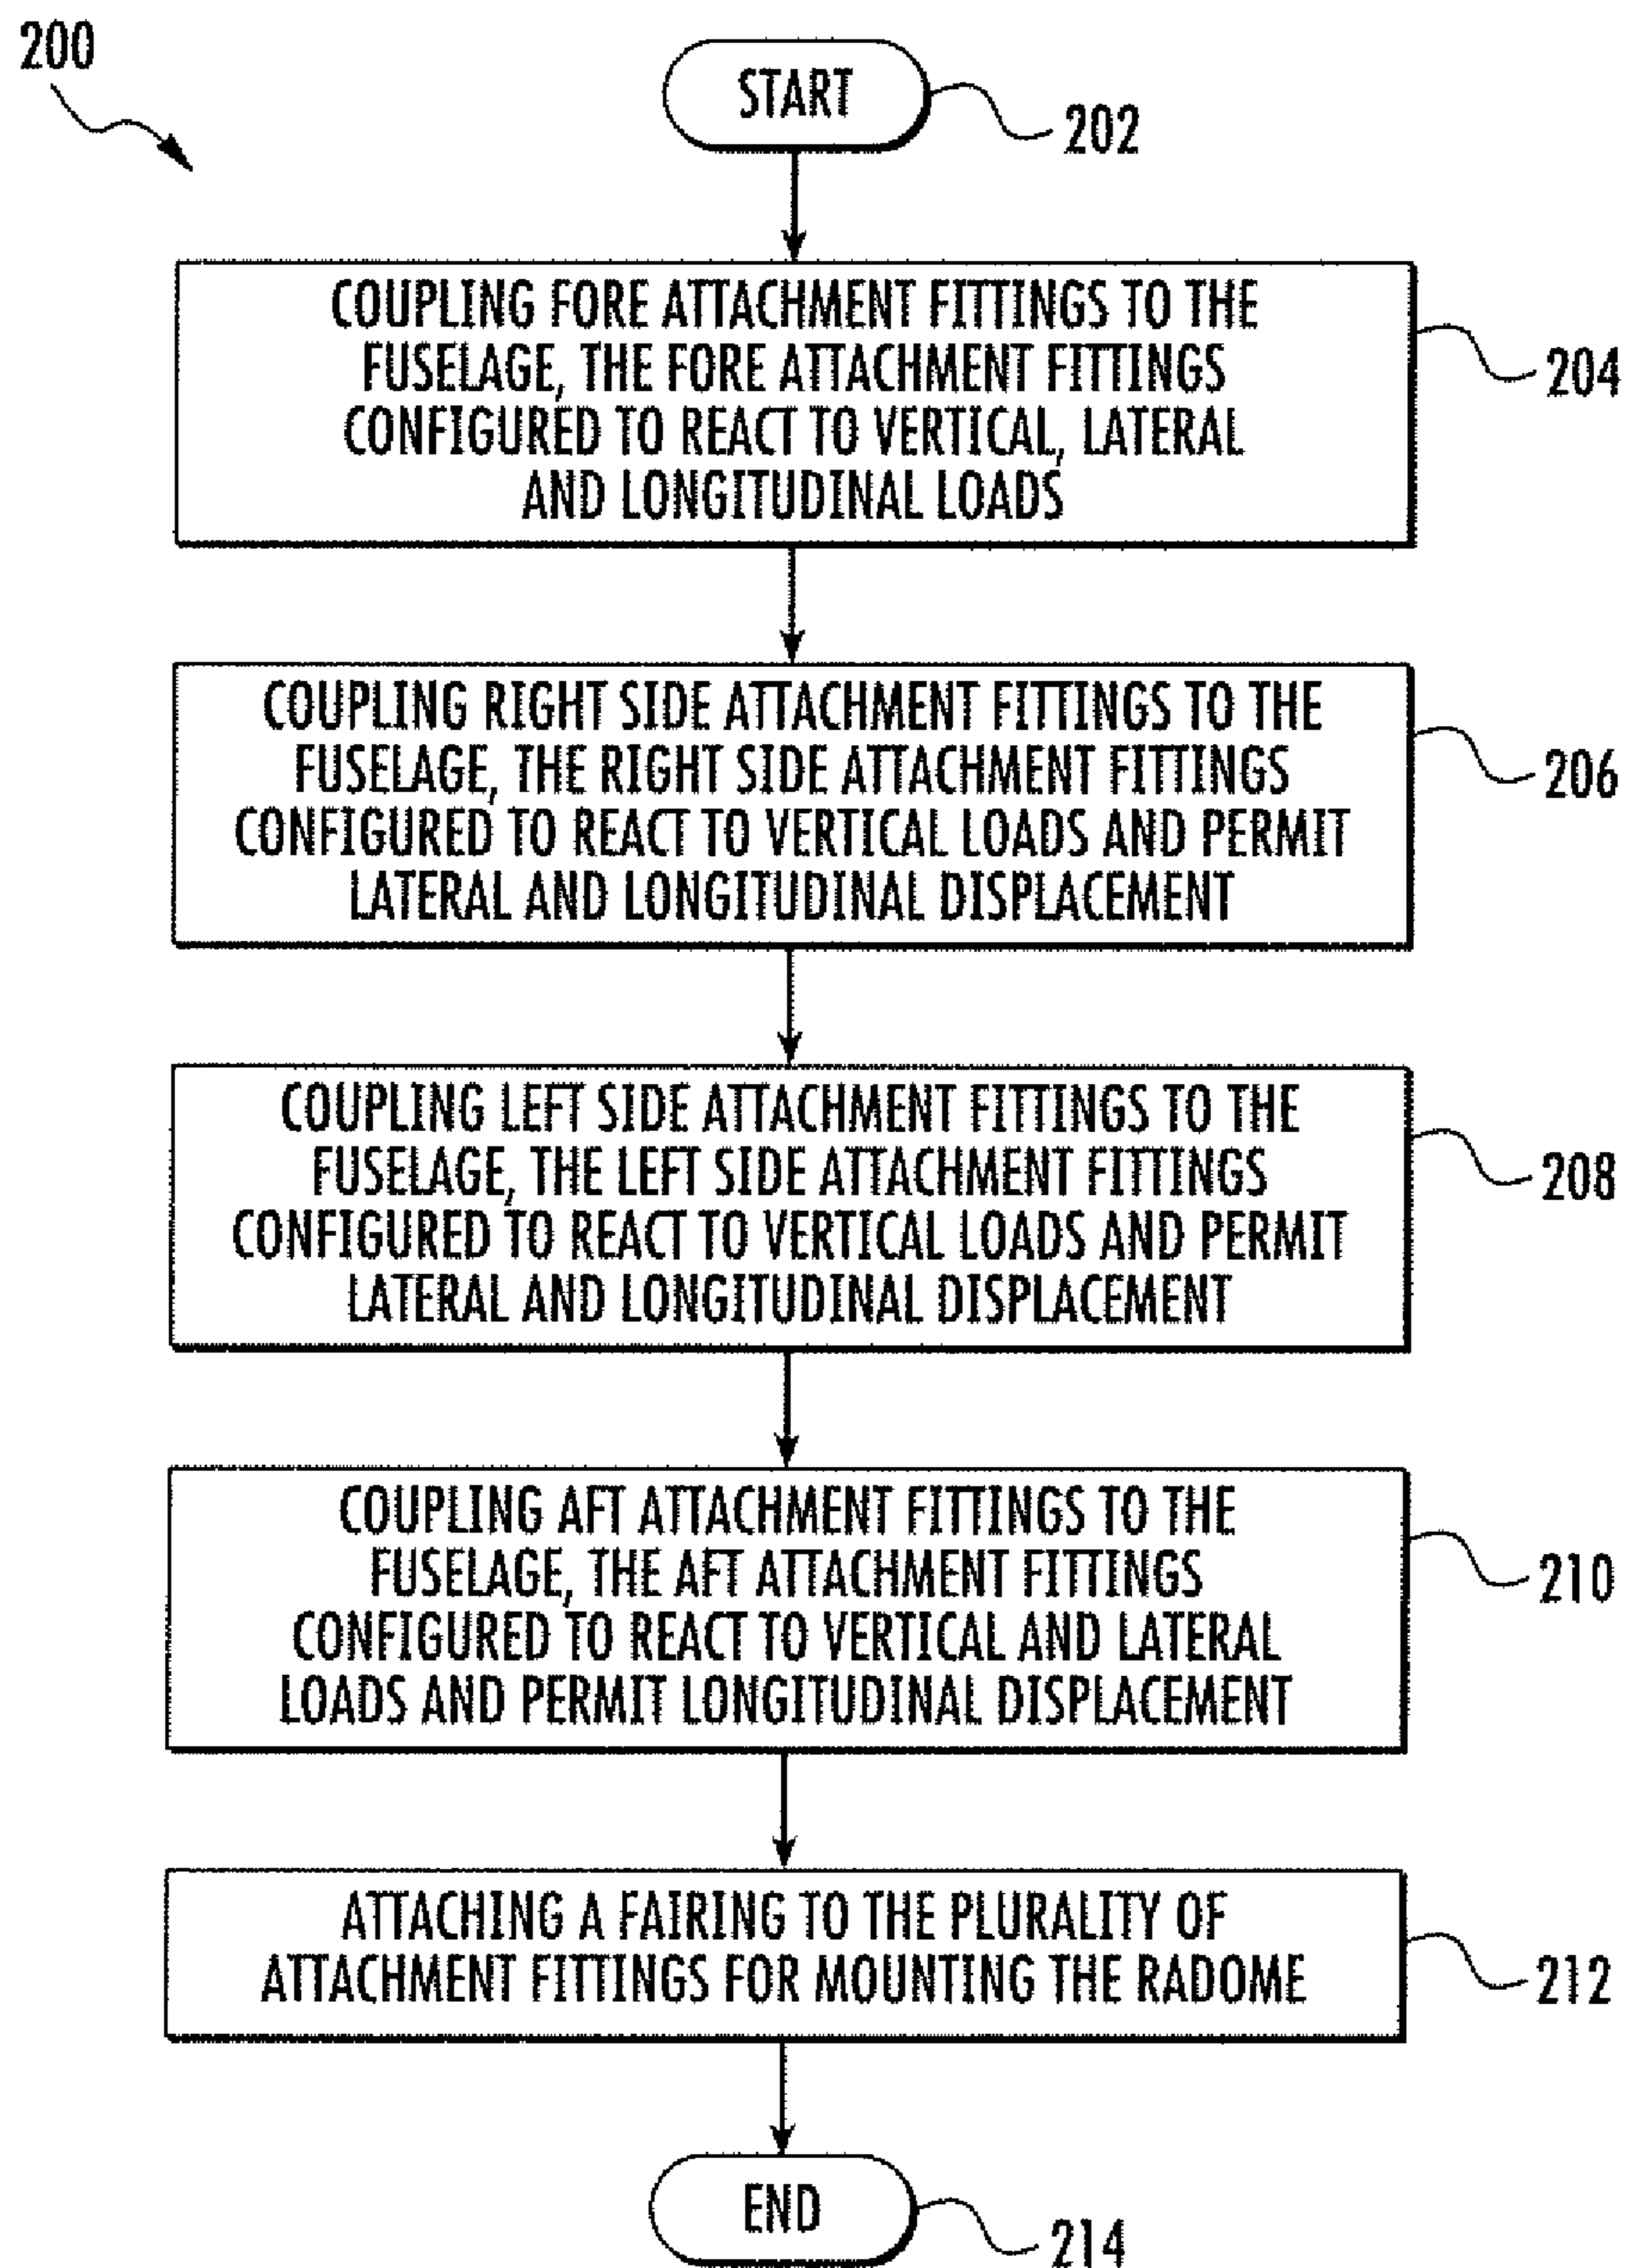 200
START
202
COUPLING FORE ATTACHMENT FITTINGS TO THE
FUSELAGE, THE FORE ATTACHMENT FITTINGS
CONFIGURED TO REACT TO VERTICAL, LATERAL
AND LONGITUDINAL LOADS
204
COUPLING RIGHT SIDE ATTACHMENT FITTINGS TO THE
FUSELAGE, THE RIGHT SIDE ATTACHMENT FITTINGS
CONFIGURED TO REACT TO VERTICAL LOADS AND PERMIT
LATERAL AND LONGITUDINAL DISPLACEMENT
206
COUPLING LEFT SIDE ATTACHMENT FITTINGS TO THE
FUSELAGE, THE LEFT SIDE ATTACHMENT FITTINGS
CONFIGURED TO REACT TO VERTICAL LOADS AND PERMIT
LATERAL AND LONGITUDINAL DISPLACEMENT
208
COUPLING AFT ATTACHMENT FITTINGS TO THE
FUSELAGE, THE AFT ATTACHMENT FITTINGS
CONFIGURED TO REACT TO VERTICAL AND LATERAL
LOADS AND PERMIT LONGITUDINAL DISPLACEMENT
210
ATTACHING A FAIRING TO THE PLURALITY OF
ATTACHMENT FITTINGS FOR MOUNTING THE RADOME
212
END
214